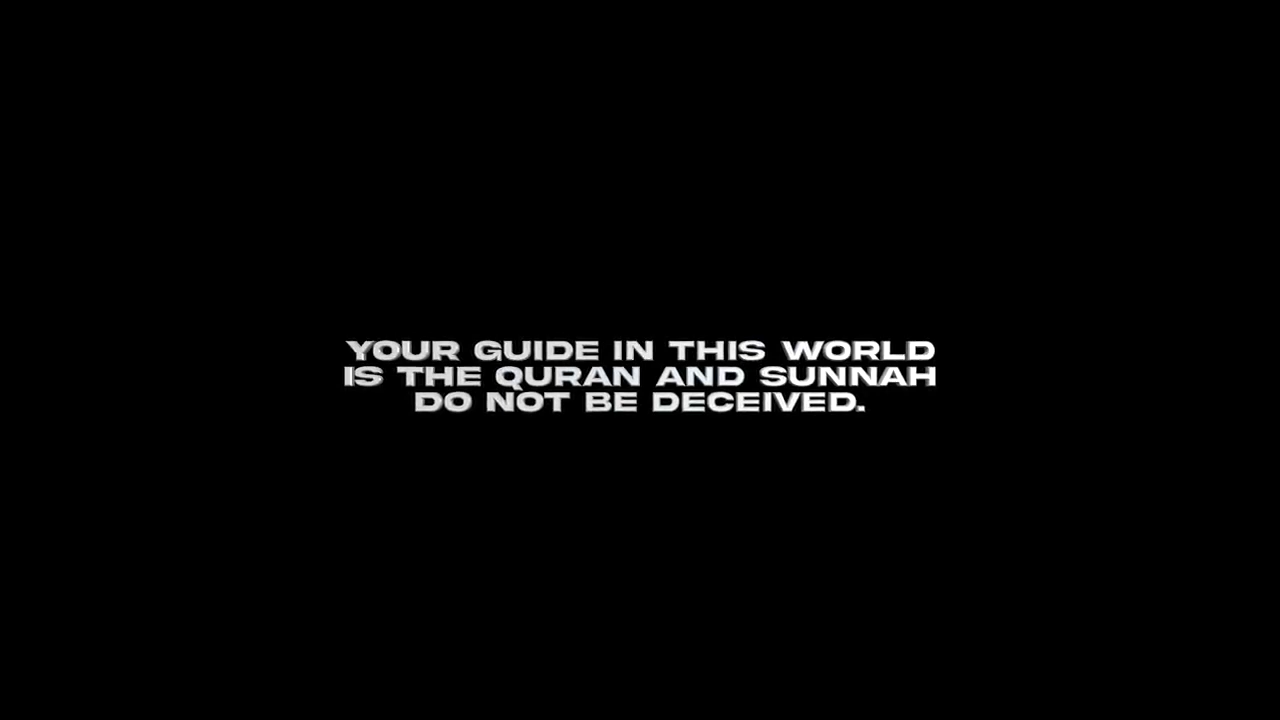 YOUR GUIDE IN THIS WORLD
IS THE QURAN AND SUNNAH
DO NOT BE DECEIVED.